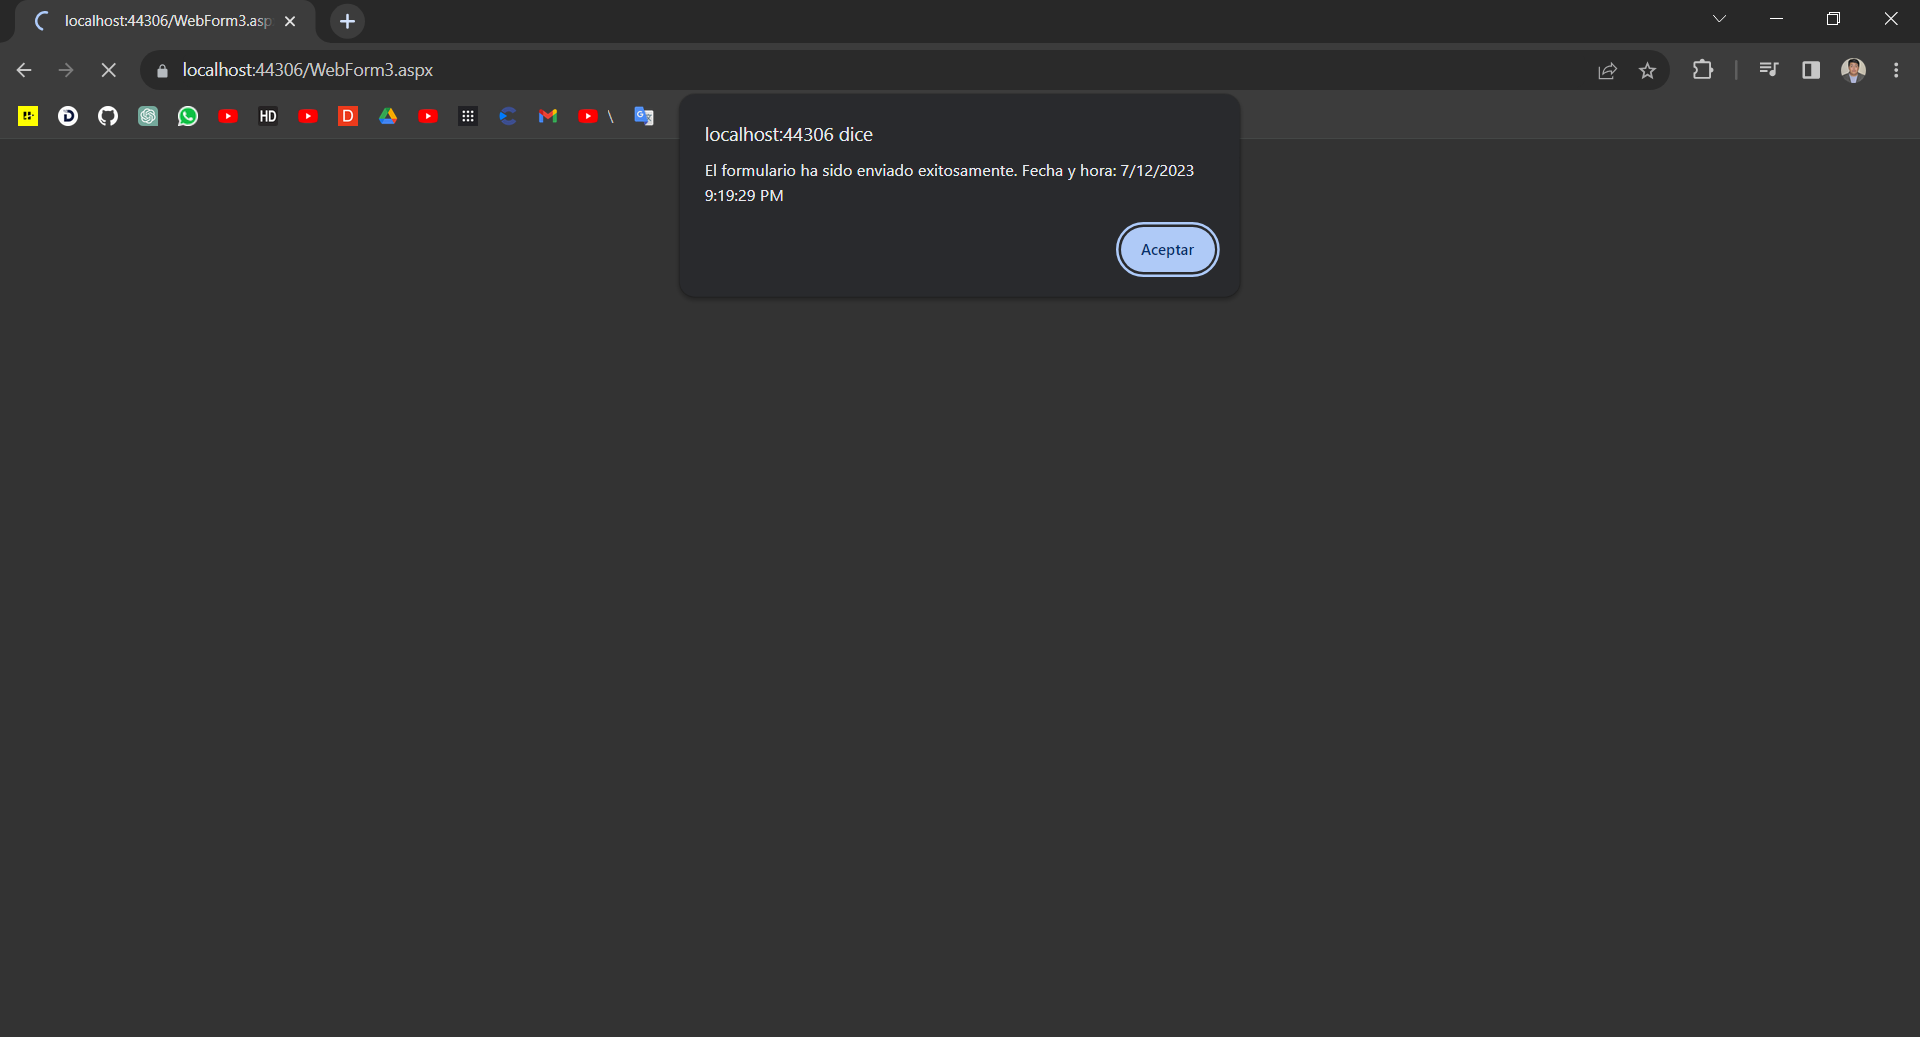 localhost:44306/WebForm3.asp
localhost:44306/WebForm3.aspx
HD
D
\
localhost:44306 dice
El formulario ha sido enviado exitosamente. Fecha y hora: 7/12/2023
9:19:29 PM
Aceptar